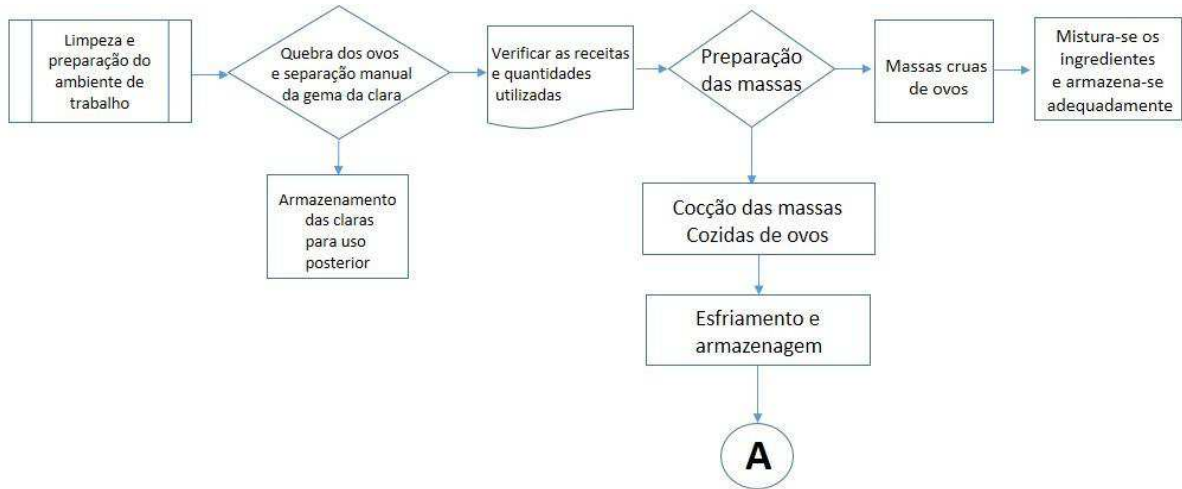 Limpeza e
preparação do
ambiente de
trabalho
Quebra dos ovos
e separação manual
da gema da clara
Verificar as receitas
e quantidades
utilizadas
Preparação
das massas
Massas cruas
de ovos
Mistura-se os
ingredientes
e armazena-se
adequadamente
Armazenamento
das claras
para uso
posterior
Cocção das massas
Cozidas de ovos
Esfriamento e
armazenagem
A